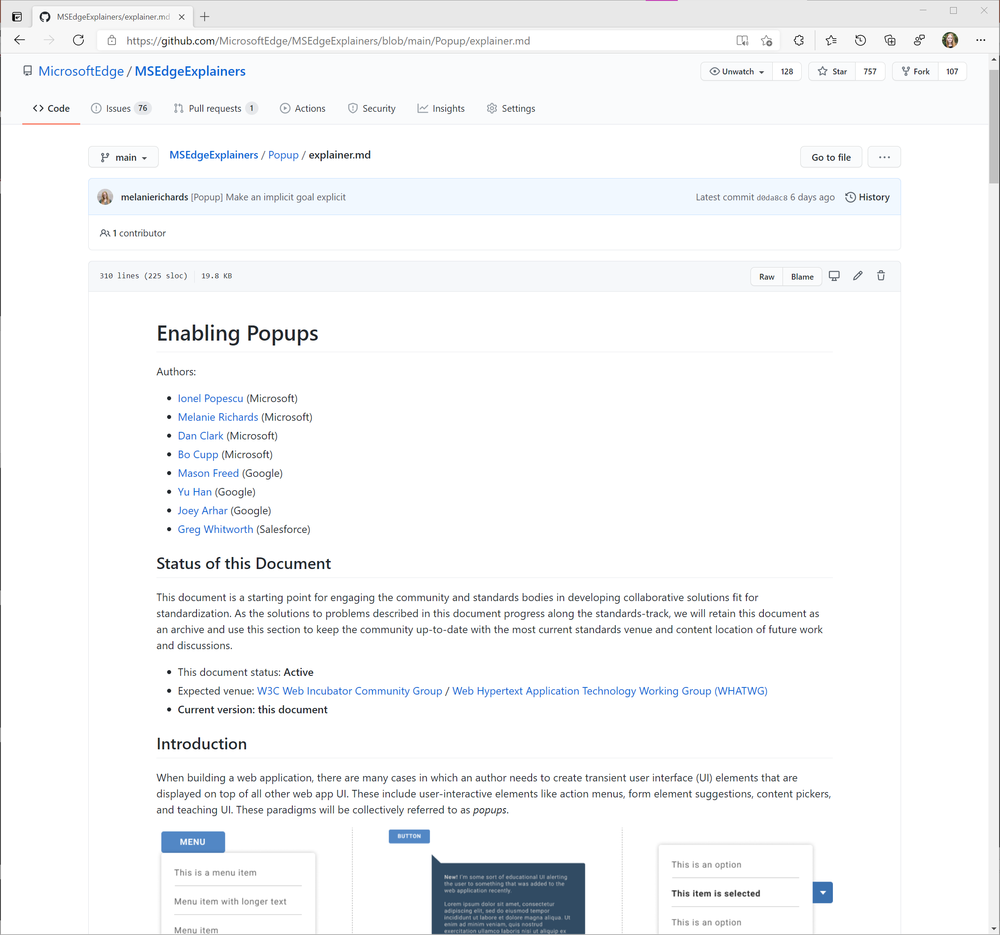 MSEdgeExplainers/explainer.md
https://github.com/MicrosoftEdge/MSEdgeExplainers/blob/main/Popup/explainer.md
MicrosoftEdge / MSEdgeExplainers
Unwatch 128
Star 757
Fork 107
Code
Issues 76
Pull requests 1
Actions
Security
Insights
Settings
main
MSEdgeExplainers / Popup / explainer.md
Go to file
melanierichards [Popup] Make an implicit goal explicit
Latest commit d0da8c8 6 days ago
History
1 contributor
310 lines (225 sloc) 19.8 KB
Raw
Blame
Enabling Popups
Authors:
Ionel Popescu (Microsoft)
Melanie Richards (Microsoft)
Dan Clark (Microsoft)
Bo Cupp (Microsoft)
Mason Freed (Google)
Yu Han (Google)
Joey Arhar (Google)
Greg Whitworth (Salesforce)
Status of this Document
This document is a starting point for engaging the community and standards bodies in developing collaborative solutions fit for
standardization. As the solutions to problems described in this document progress along the standards-track, we will retain this document as
an archive and use this section to keep the community up-to-date with the most current standards venue and content location of future work
and discussions.
This document status: Active
Expected venue: W3C Web Incubator Community Group / Web Hypertext Application Technology Working Group (WHATWG)
Current version: this document
Introduction
When building a web application, there are many cases in which an author needs to create transient user interface (UI) elements that are
displayed on top of all other web app UI. These include user-interactive elements like action menus, form element suggestions, content pickers,
and teaching UI. These paradigms will be collectively referred to as popups.
MENU
This is a menu item
Menu item with longer text
Menu item
BUTTON
New! I'm some sort of educational UI alerting
the user to something that was added to the
web application recently.
Lorem ipsum dolor sit amet, consectetur
adipiscing elit, sed do eiusmod tempor
incididunt ut labore et dolore magna aliqua. Ut
enim ad minim veniam, quis nostrud
exercitation ullamco laboris nisi ut aliquip ex
This is an option
This item is selected
This is an option